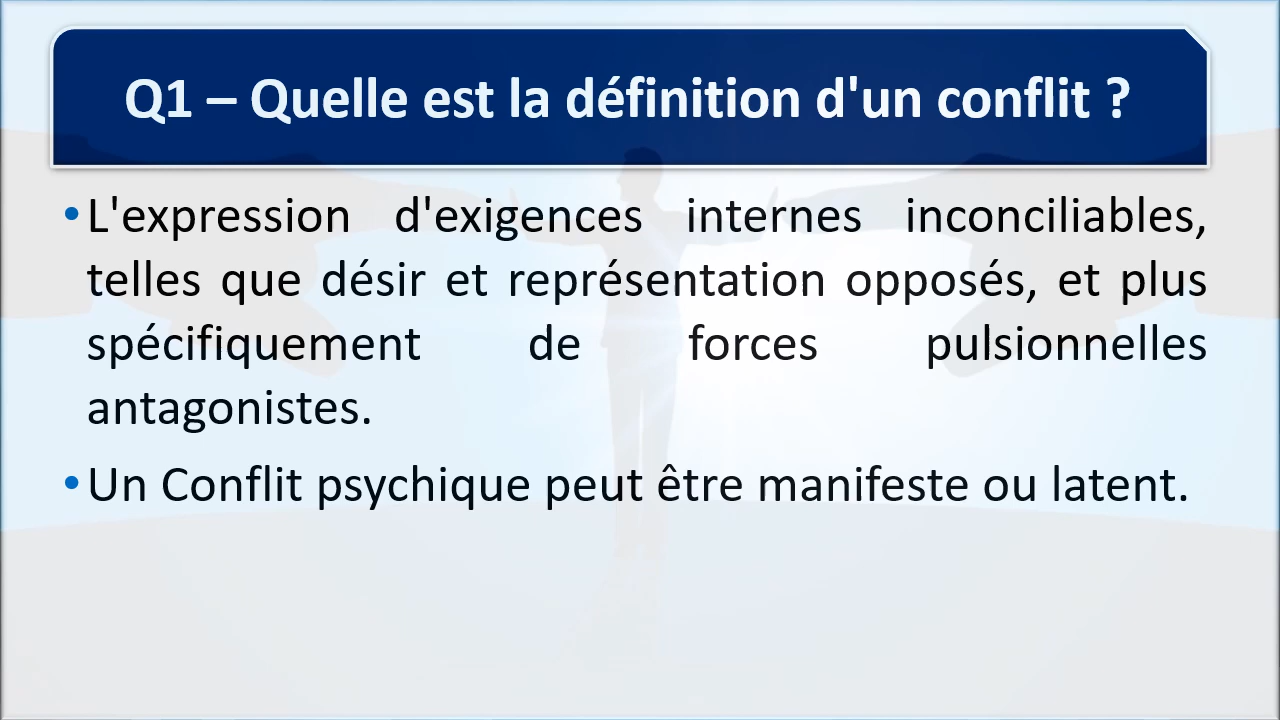 Q1 – Quelle est la définition d'un conflit ?
•L'expression d'exigences internes inconciliables,
telles que désir et représentation opposés, et plus
spécifiquement de forces pulsionnelles
antagonistes.
•Un Conflit psychique peut être manifeste ou latent.